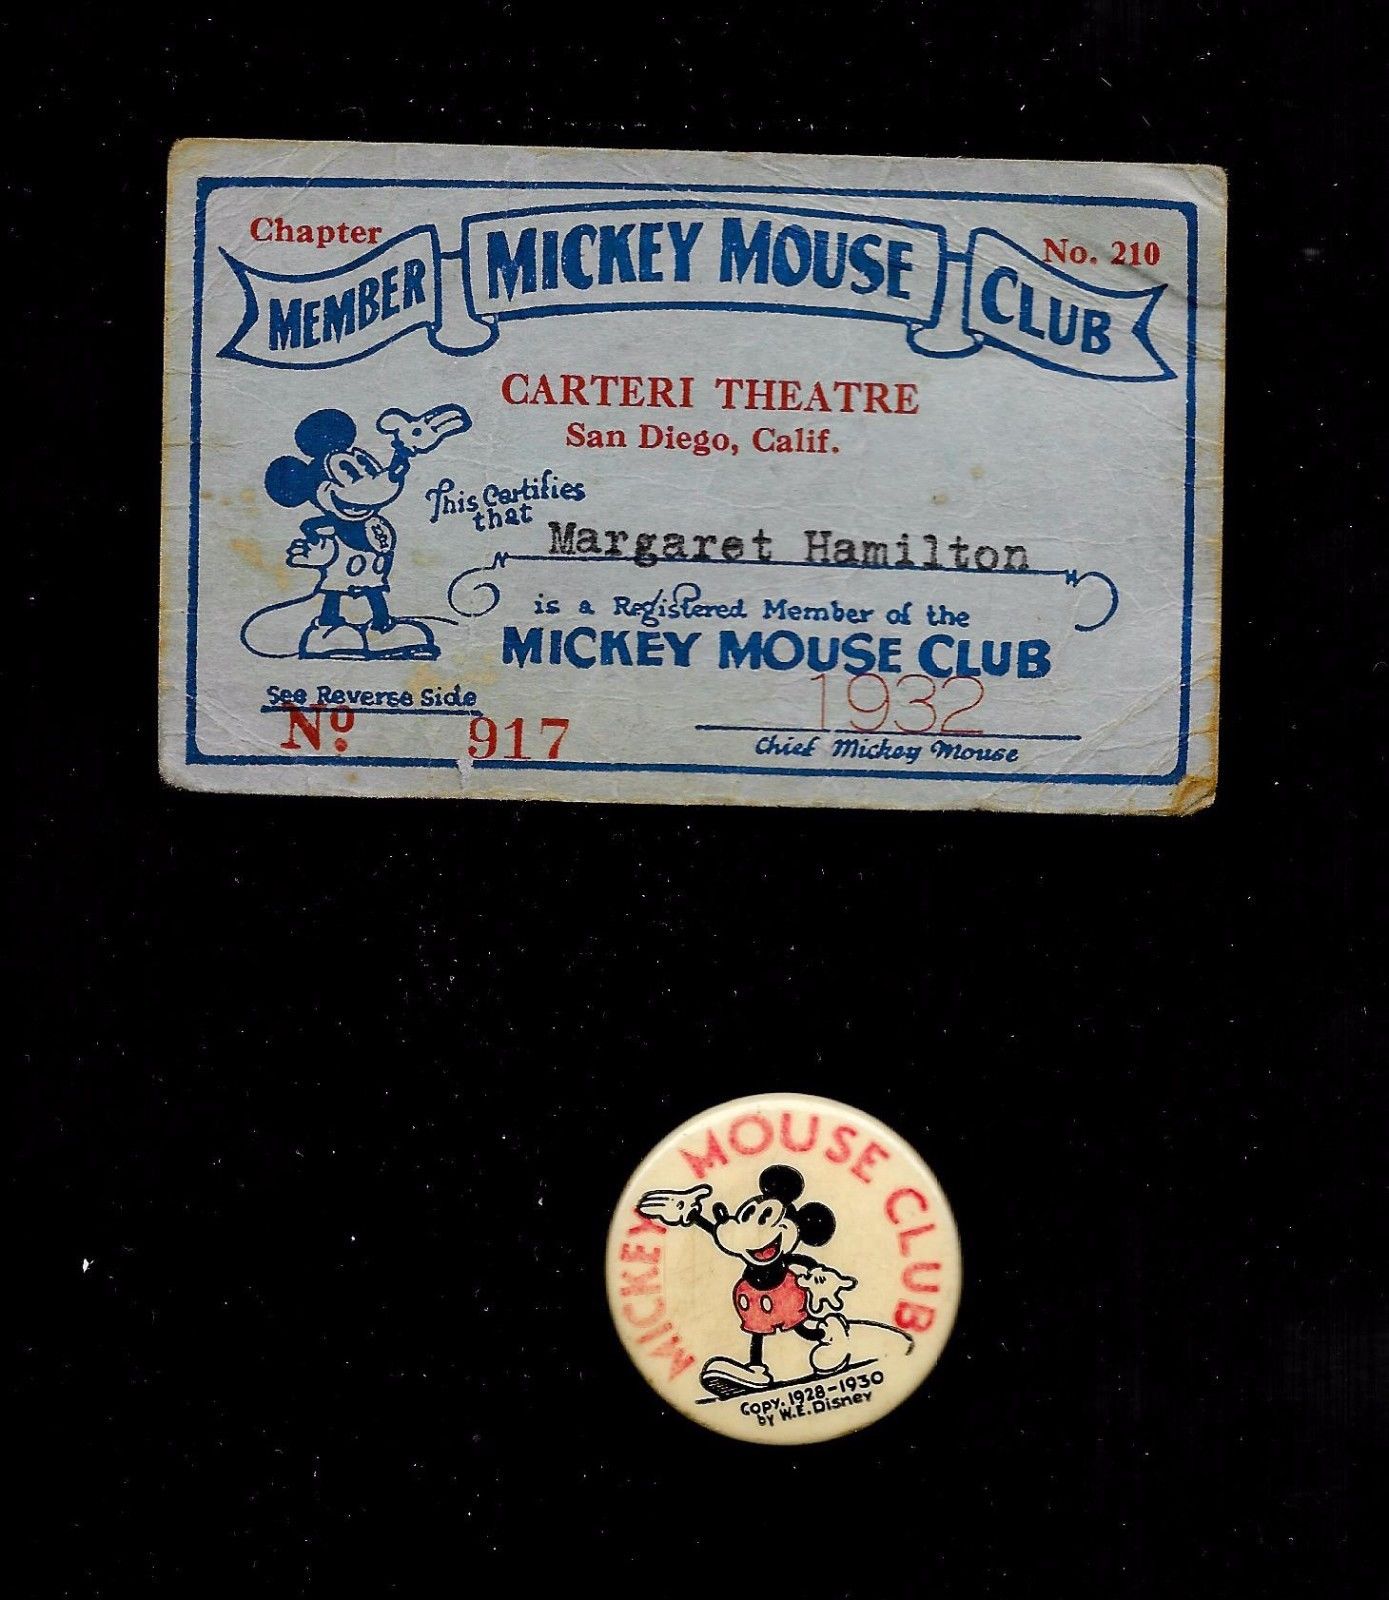 Chapter No. 210
MEMBER MICKEY MOUSE CLUB
CARTERI THEATRE
San Diego, Calif.
This Certifies
that Margaret Hamilton
is a Registered Member of the
MICKEY MOUSE CLUB
See Reverse Side 1932
No. 917 Chief Mickey Mouse
MICKEY MOUSE CLUB
COPY. 1928-1930
by W.E. Disney